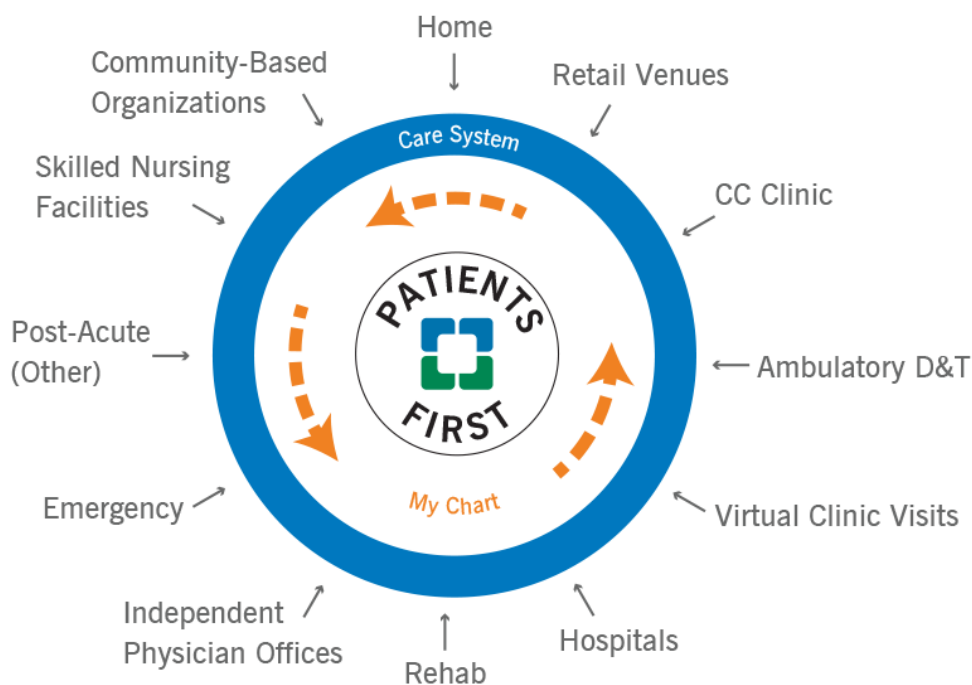 Home
Community-Based
Organizations
Retail Venues
Care System
Skilled Nursing
Facilities
CC Clinic
PATIENTS
FIRST
Post-Acute
(Other)
Ambulatory D&T
My Chart
Emergency
Virtual Clinic Visits
Independent
Physician Offices
Hospitals
Rehab